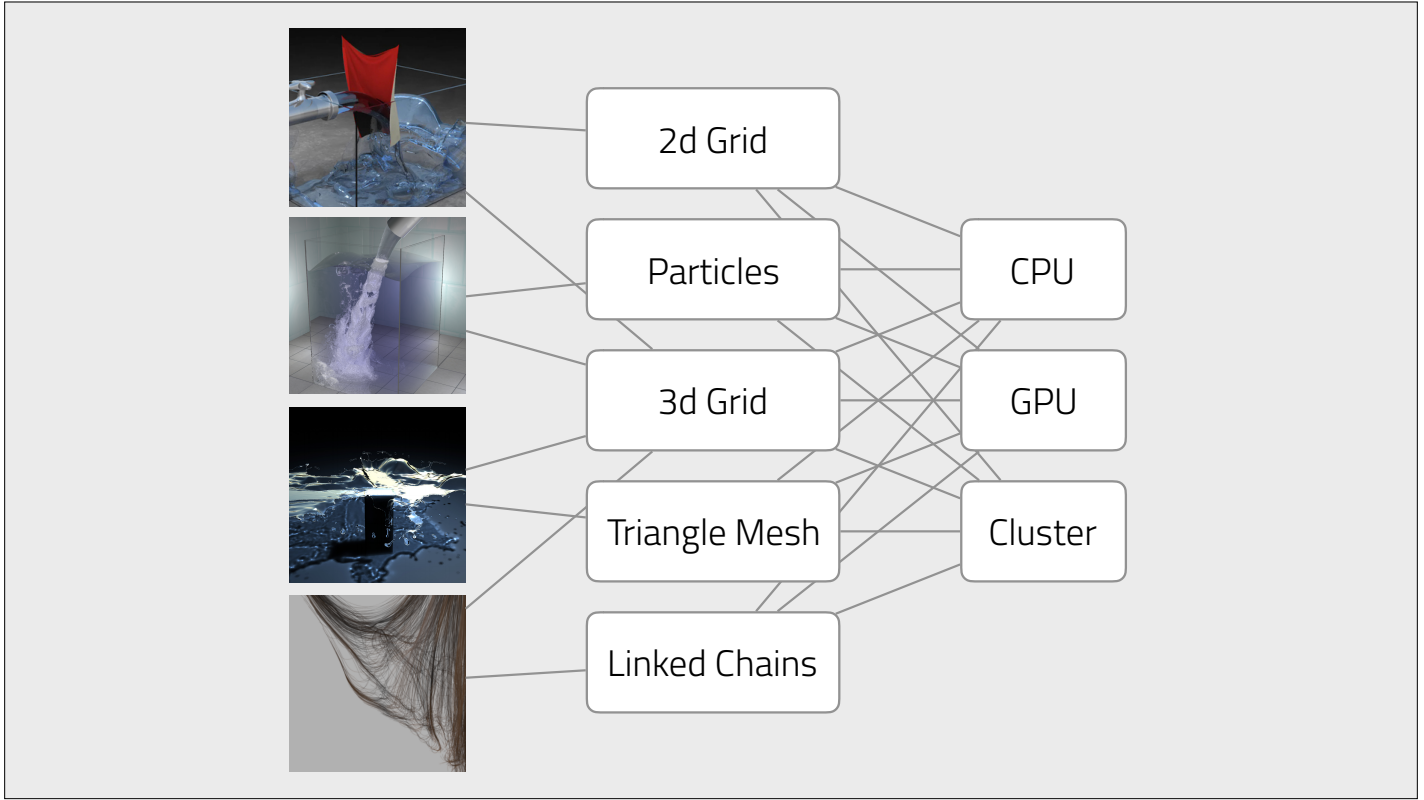 2d Grid
Particles
3d Grid
Triangle Mesh
Linked Chains
CPU
GPU
Cluster